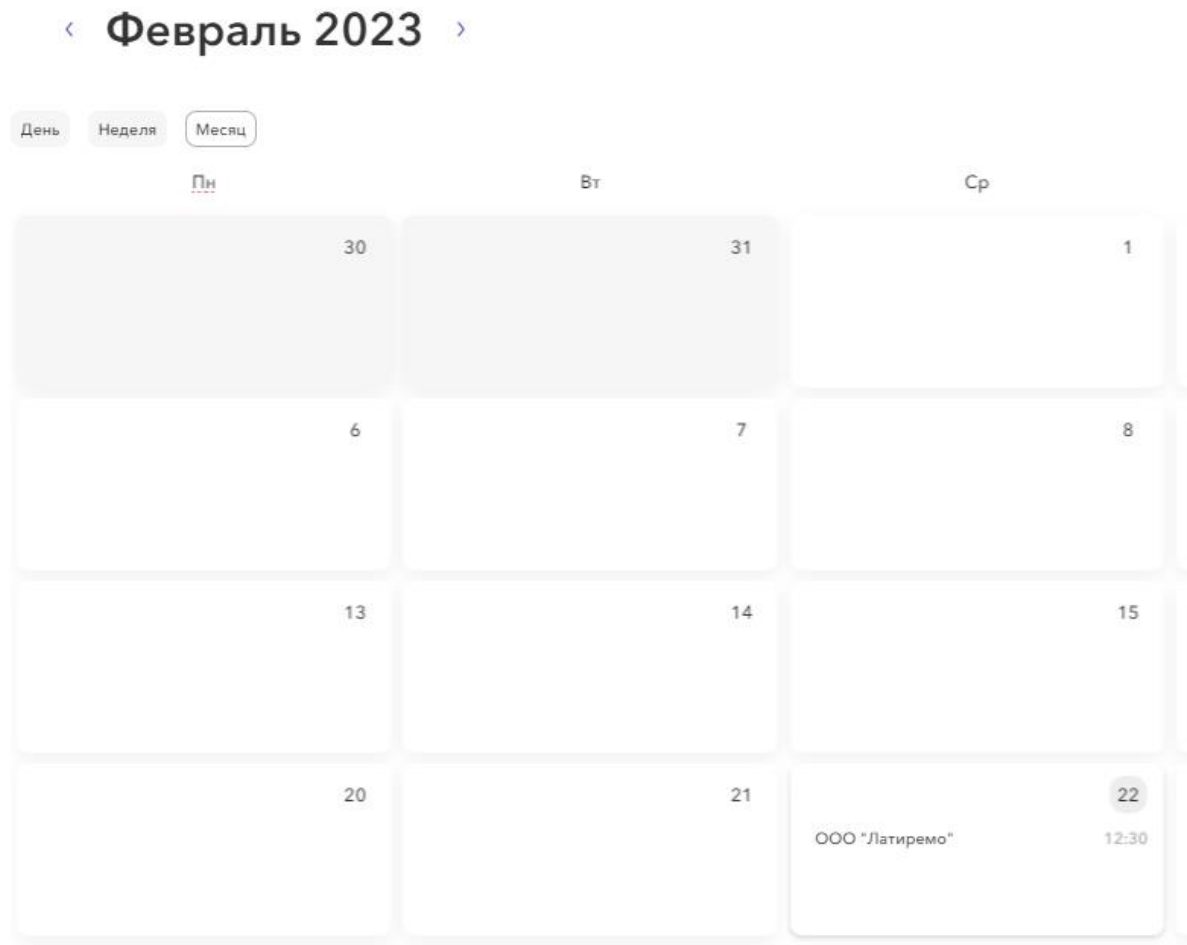 ‹ Февраль 2023 ›
День Неделя Месяц
Пн Вт Ср
30 31 1
6 7 8
13 14 15
20 21 22
ООО "Латиремо" 12:30